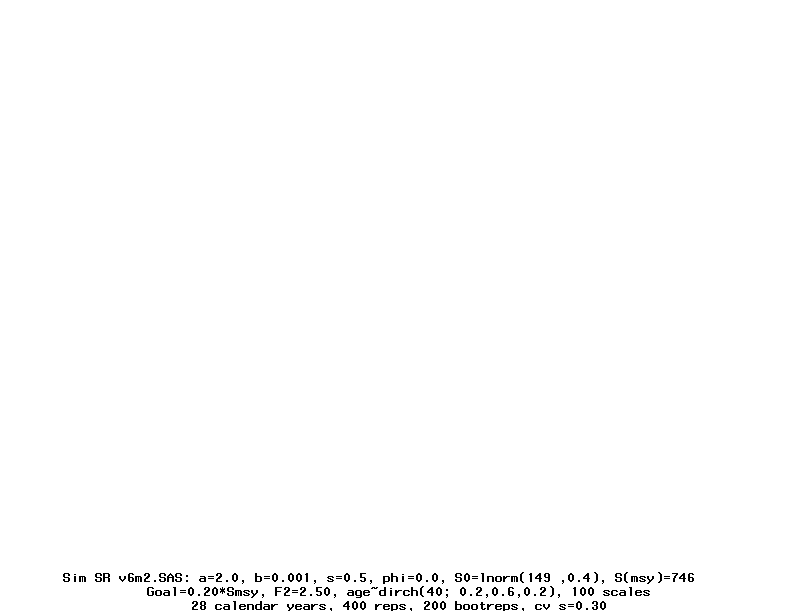 Sim SR v6m2.SAS: a=2.0, b=0.001, s=0.5, phi=0.0, S0=lnorm(149 ,0.4), S(msy)=746
Goal=0.20*Smsy, F2=2.50, age~dirch(40; 0.2,0.6,0.2), 100 scales
28 calendar years, 400 reps, 200 bootreps, cv s=0.30